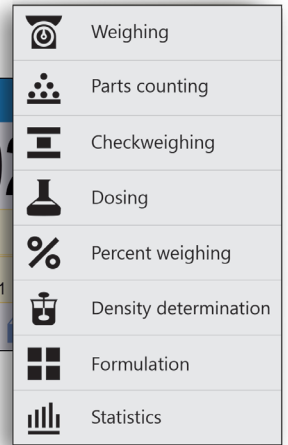 Weighing
Parts counting
Checkweighing
Dosing
Percent weighing
Density determination
Formulation
Statistics